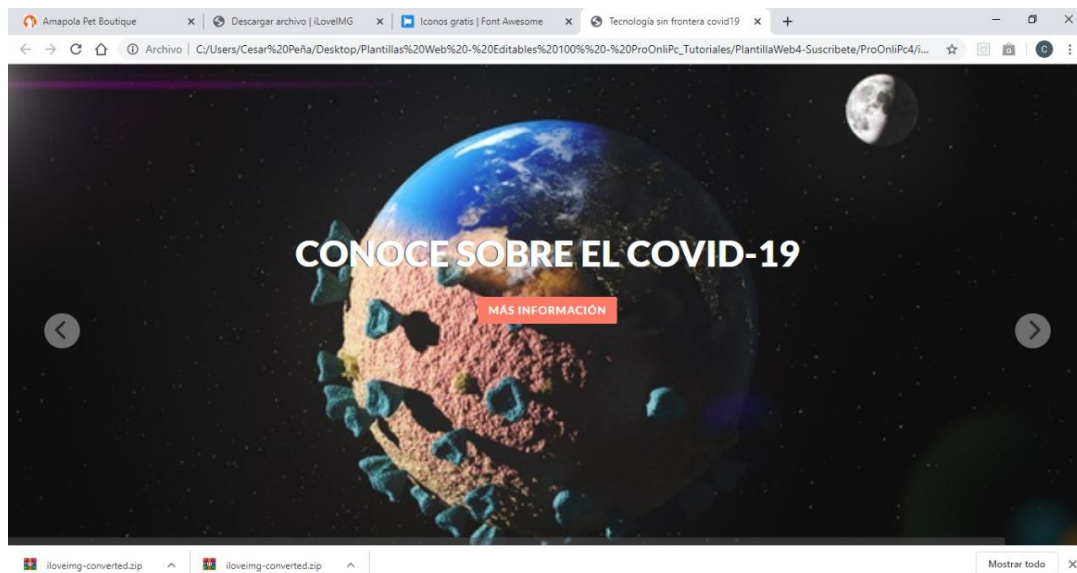 Amapola Pet Boutique
Descargar archivo | iLoveIMG
Iconos gratis | Font Awesome
Tecnología sin frontera covid19
Archivo
C:/Users/Cesar%20Peña/Desktop/Plantillas%20Web%20-%20Editables%20100%%20-%20ProOnliPc_Tutoriales/PlantillaWeb4-Suscribete/ProOnliPc4/i...
C
CONOCE SOBRE EL COVID-19
MÁS INFORMACIÓN
iloveimg-converted.zip
iloveimg-converted.zip
Mostrar todo